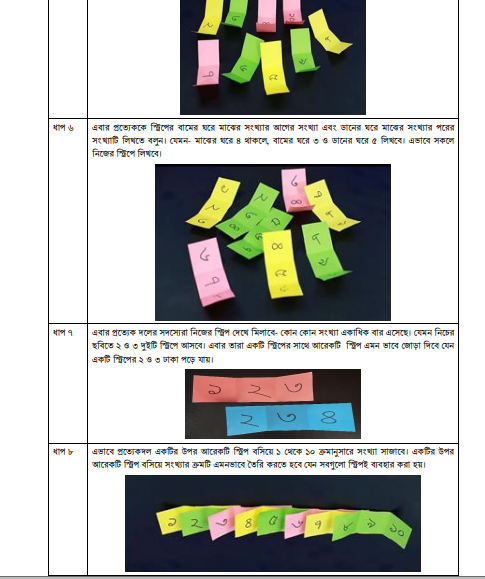 ধাপ ৬
এবার প্রত্যেককে স্ট্রিপের বামের ঘরে মাঝের সংখ্যার আগের সংখ্যা এবং ডানের ঘরে মাঝের সংখ্যার পরের
সংখ্যাটি লিখতে বলুন। যেমন- মাঝের ঘরে ৪ থাকলে, বামের ঘরে ৩ ও ডানের ঘরে ৫ লিখবে। এভাবে সকলে
নিজের স্ট্রিপে লিখবে।
ধাপ ৭
এবার প্রত্যেক দলের সদস্যেরা নিজের স্ট্রিপ দেখে মিলাবে- কোন কোন সংখ্যা একাধিক বার এসেছে। যেমন নিচের
ছবিতে ২ ও ৩ দুইটি স্ট্রিপে আসবে। এবার তারা একটি স্ট্রিপের সাথে আরেকটি স্ট্রিপ এমন ভাবে জোড়া দিবে যেন
একটি স্ট্রিপের ২ ও ৩ ঢাকা পড়ে যায়।
১ ২ ৩
২ ৩ ৪
ধাপ ৮
এভাবে প্রত্যেকদল একটির উপর আরেকটি স্ট্রিপ বসিয়ে ১ থেকে ১০ ক্রমানুসারে সংখ্যা সাজাবে। একটির উপর
আরেকটি স্ট্রিপ বসিয়ে সংখ্যার ক্রমটি এমনভাবে তৈরি করতে হবে যেন সবগুলো স্ট্রিপই ব্যবহার করা হয়।
১ ২ ৩ ৪ ৫ ৬ ৭ ৮ ৯ ১০